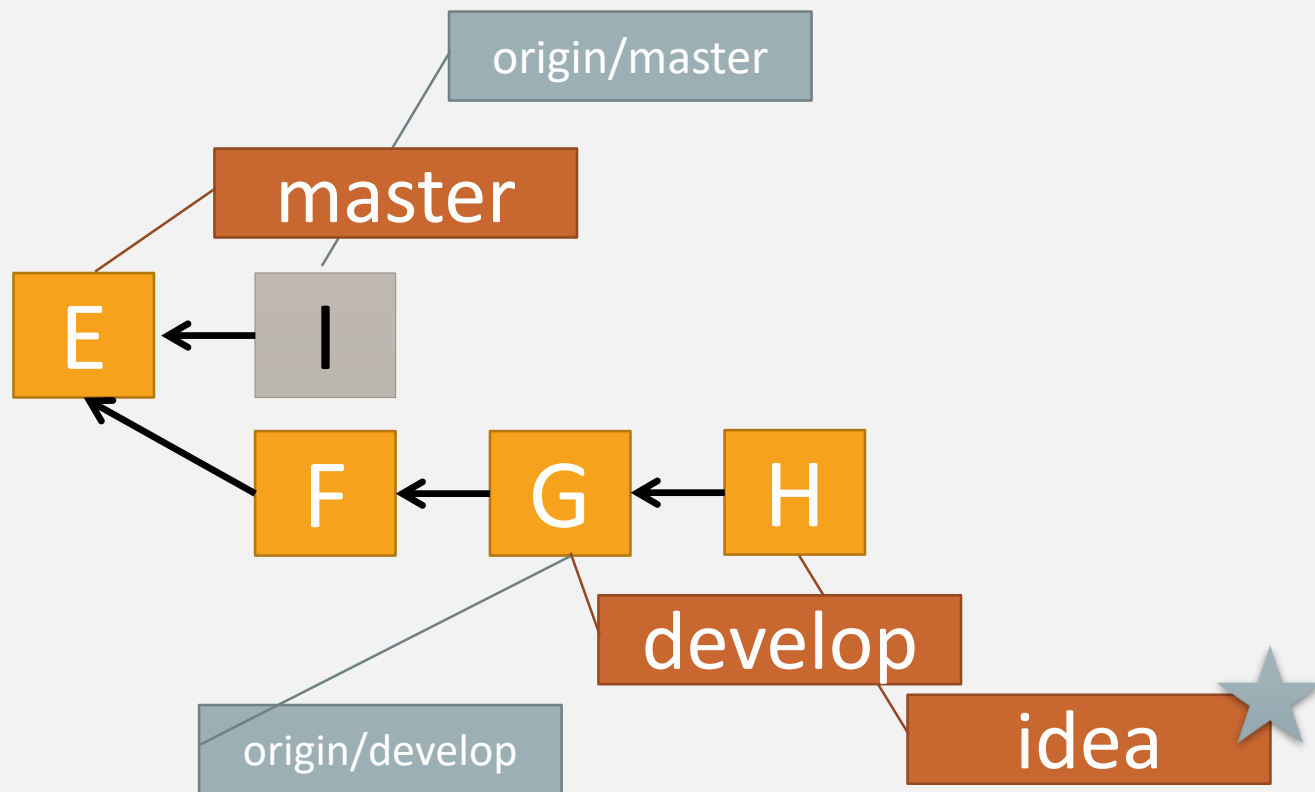 origin/master
master
E
I
F
G
H
develop
origin/develop
idea